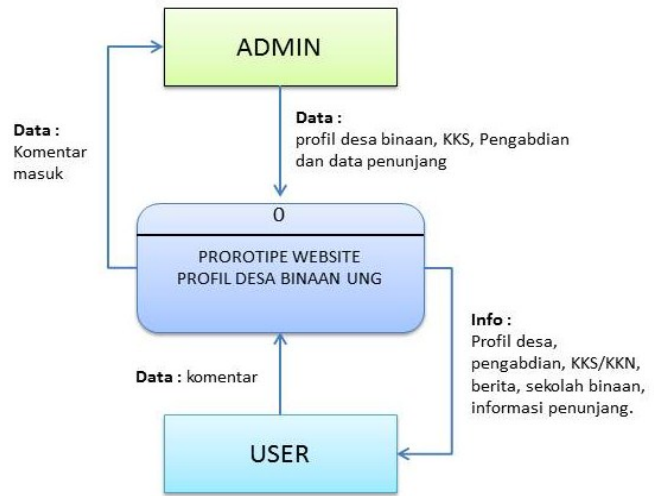 ADMIN
Data :
Komentar
masuk
Data :
profil desa binaan, KKS, Pengabdian
dan data penunjang
0
PROROTIPE WEBSITE
PROFIL DESA BINAAN UNG
Info :
Profil desa,
pengabdian, KKS/KKN,
berita, sekolah binaan,
informasi penunjang.
Data : komentar
USER